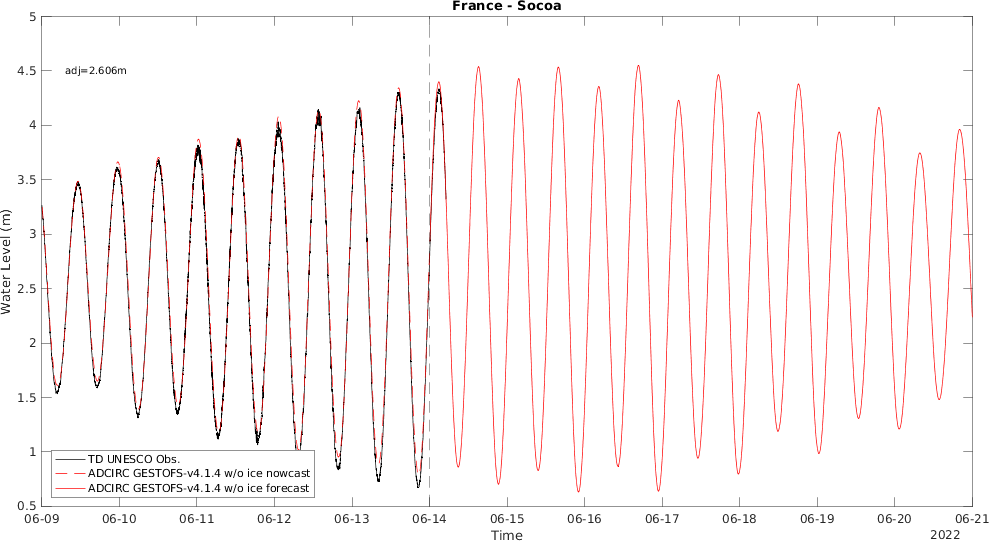 France - Socoa
5
4.5
4
3.5
3
2.5
2
1.5
1
0.5
Water Level (m)
adj=2.606m
TD UNESCO Obs.
ADCIRC GESTOFS-v4.1.4 w/o ice nowcast
ADCIRC GESTOFS-v4.1.4 w/o ice forecast
06-09 06-10 06-11 06-12 06-13 06-14 06-15 06-16 06-17 06-18 06-19 06-20 06-21
Time
2022